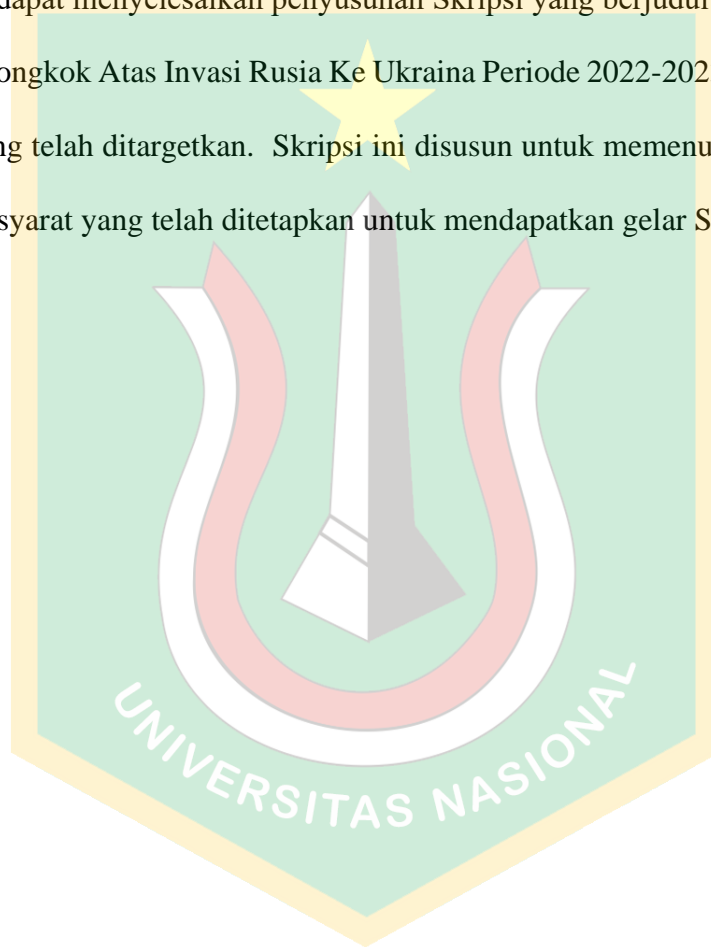 dapat menyelesaikan penyusunan Skripsi yang berjudul
ongkok Atas Invasi Rusia Ke Ukraina Periode 2022-202
ng telah ditargetkan. Skripsi ini disusun untuk memenu
syarat yang telah ditetapkan untuk mendapatkan gelar S
UNIVERSITAS NASIONAL